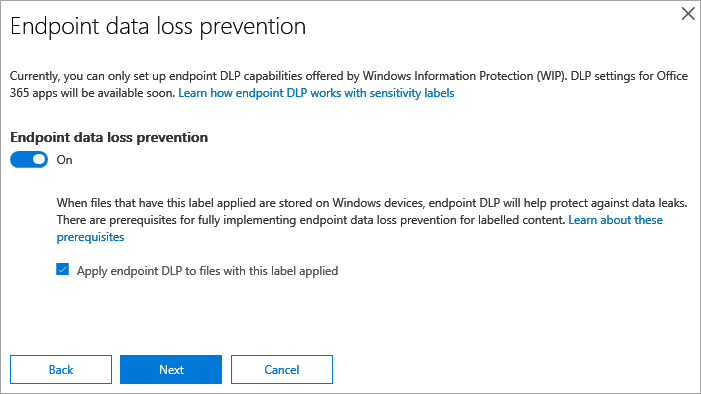 Endpoint data loss prevention
Currently, you can only set up endpoint DLP capabilities offered by Windows Information Protection (WIP). DLP settings for Office
365 apps will be available soon. Learn how endpoint DLP works with sensitivity labels
Endpoint data loss prevention
On
When files that have this label applied are stored on Windows devices, endpoint DLP will help protect against data leaks.
There are prerequisites for fully implementing endpoint data loss prevention for labelled content. Learn about these
prerequisites
Apply endpoint DLP to files with this label applied
Back
Next
Cancel